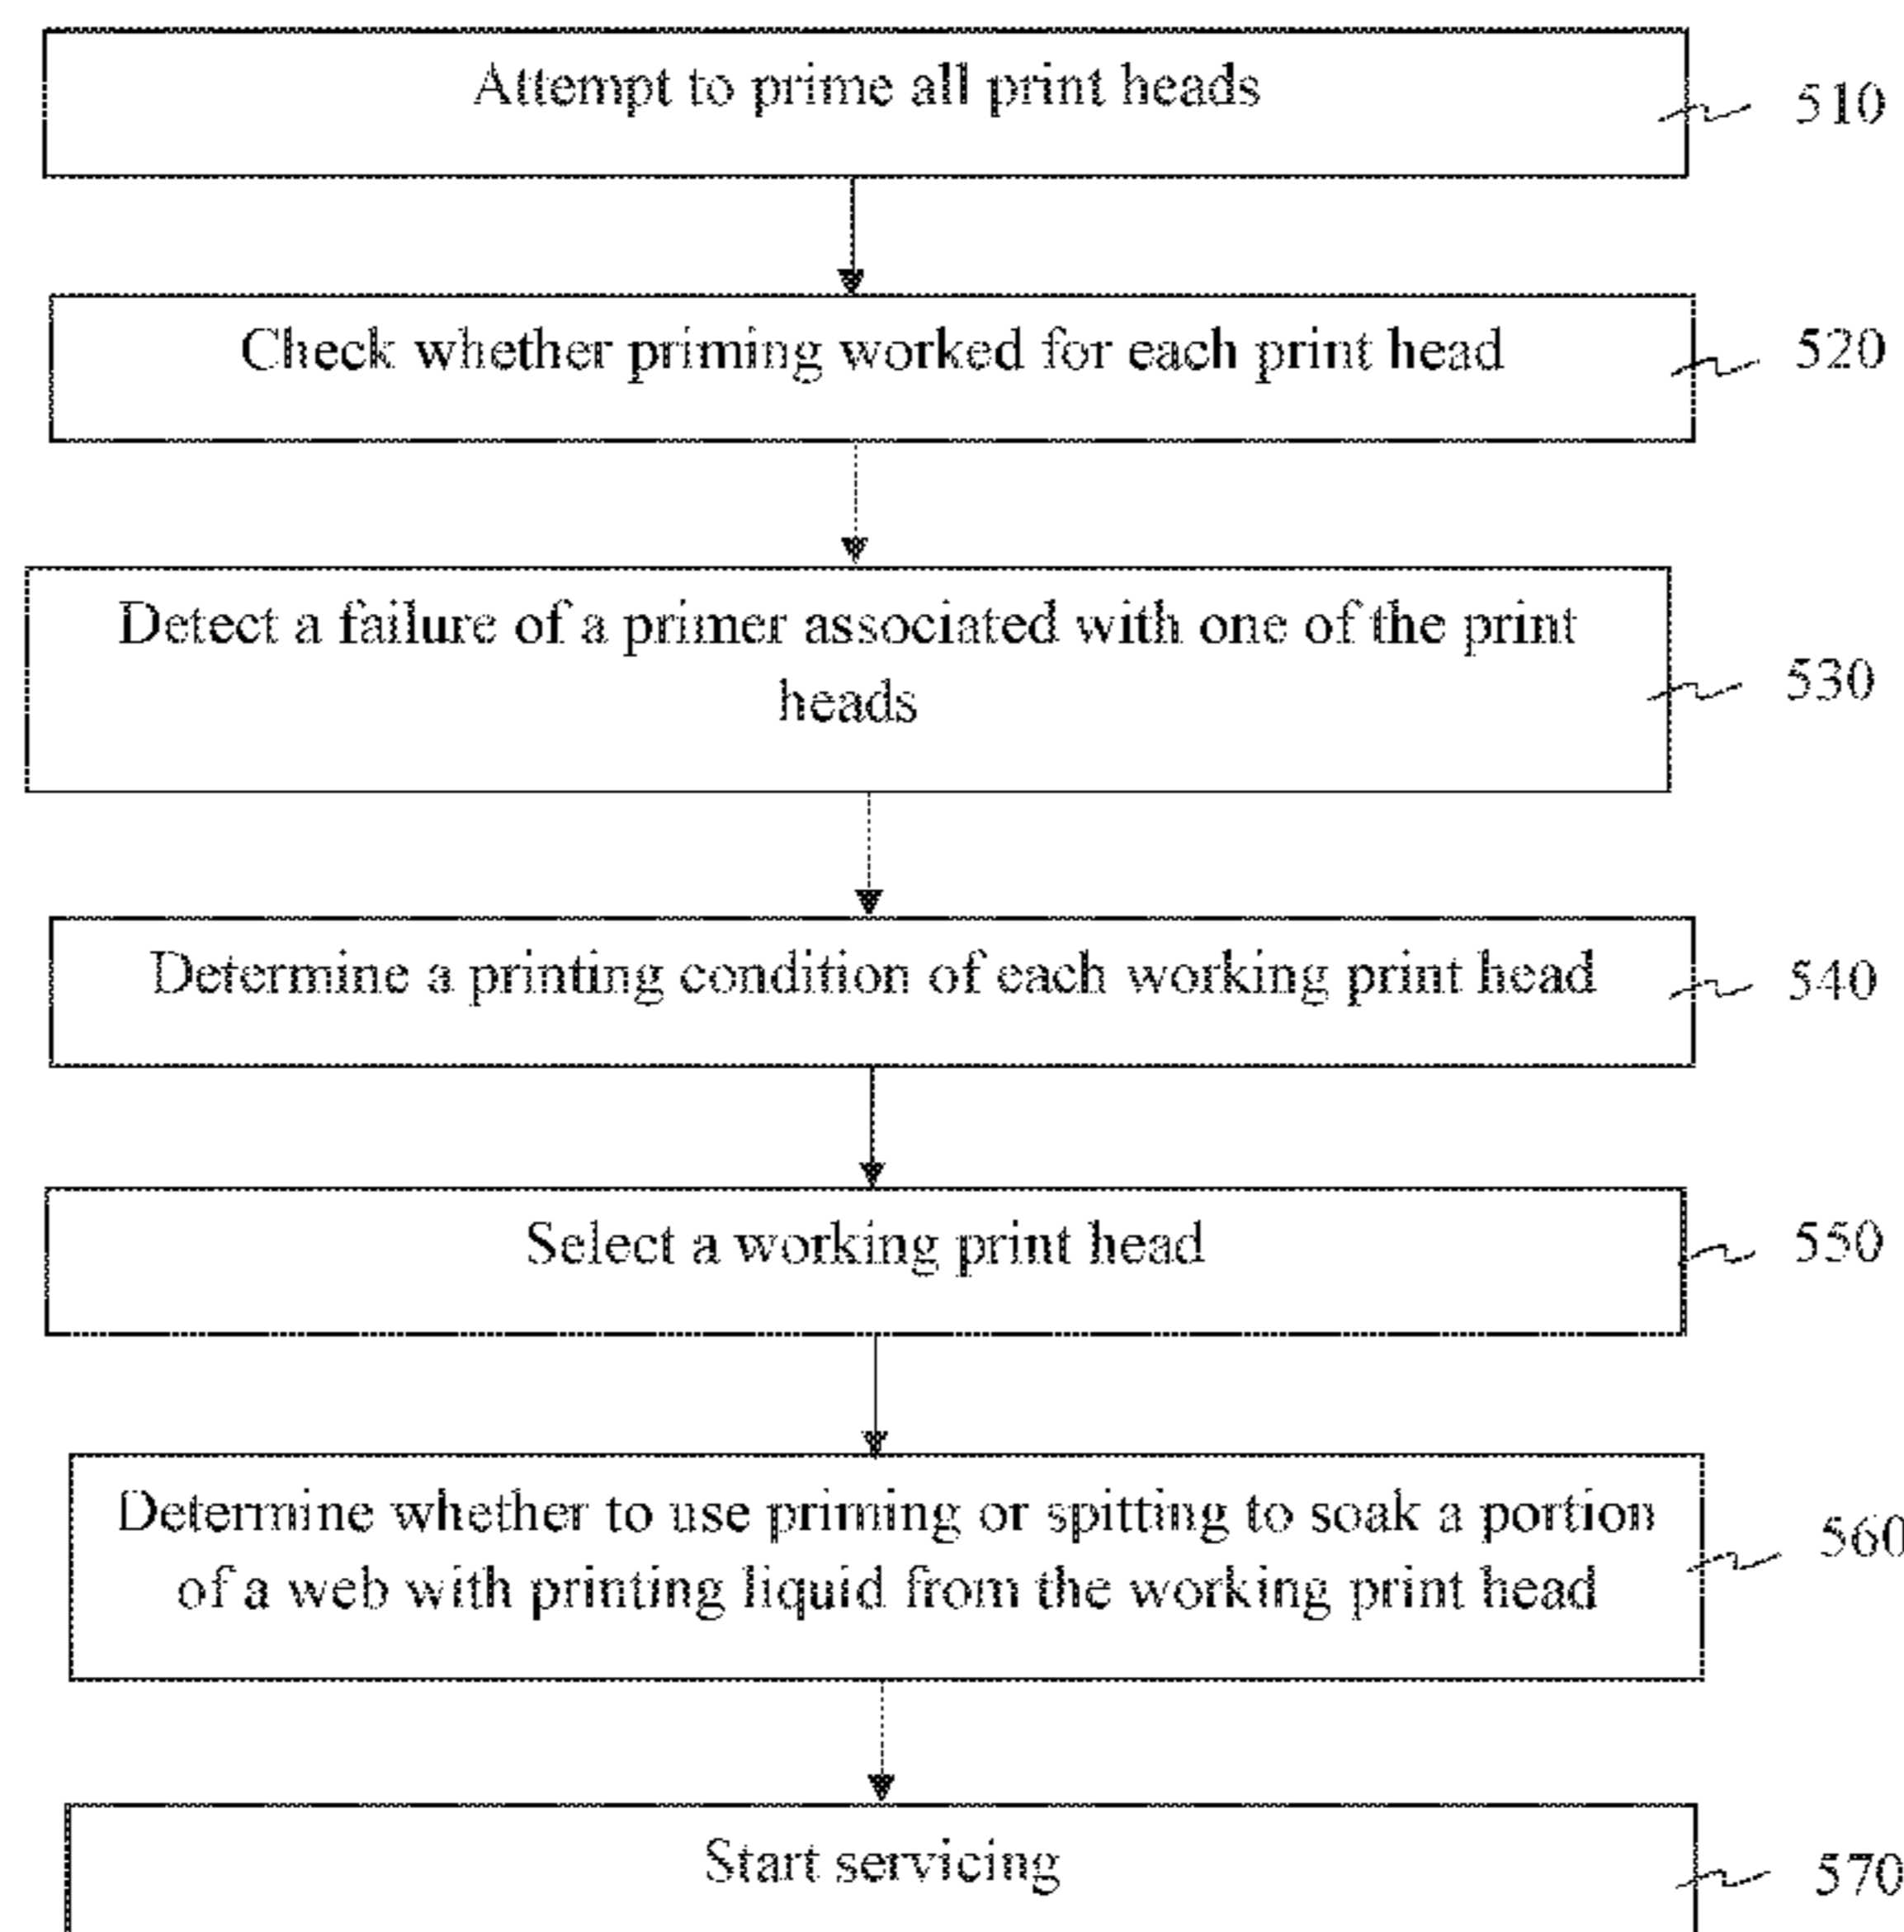 Attempt to prime all print heads
510
Check whether priming worked for each print head
520
Detect a failure of a primer associated with one of the print
heads
530
Determine a printing condition of each working print head
540
Select a working print head
550
Determine whether to use priming or spitting to soak a portion
of a web with printing liquid from the working print head
560
Start servicing
570